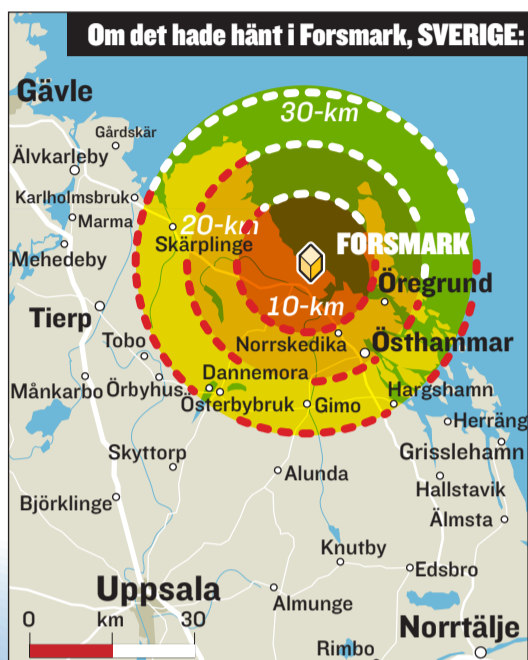 Om det hade hänt i Forsmark, SVERIGE:
Gävle
30-km
Gårdskär
Älvkarleby
Karlholmsbruk
Marma
20-km
Skärplinge
FORSMARK
Mehedeby
Öregrund
10-km
Tierp
Norrskedika
Östhammar
Tobo
Dannemora
Månkarbo
Örbyhus
Österbybruk
Gimo
Hargshamn
Herräng
Skyttorp
Grisslehamn
Alunda
Hallstavik
Björklinge
Älmsta
Knutby
Edsbro
Uppsala
Almunge
0 km 30
Norrtälje
Rimbo